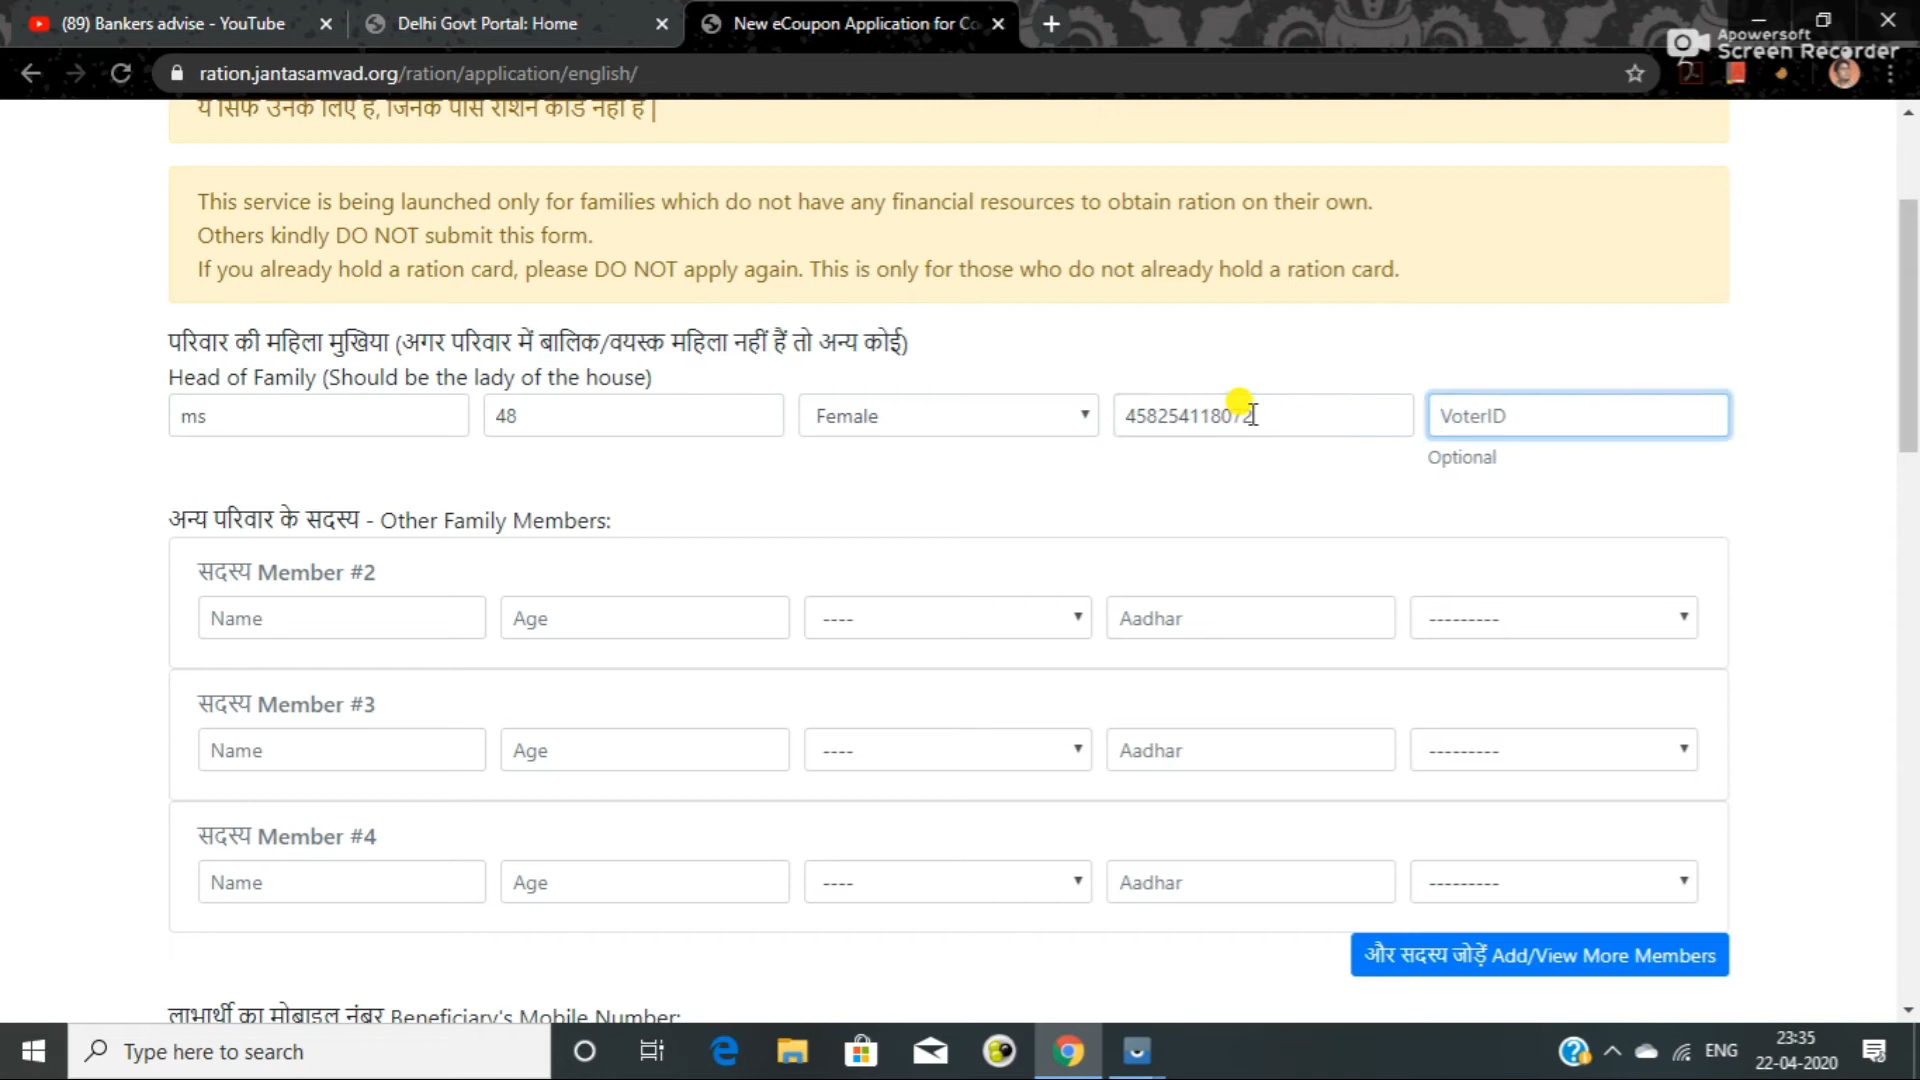 (89) Bankers advise - YouTube
Delhi Govt Portal: Home
New eCoupon Application for Co
Apowersoft
Screen Recorder
ration.jantasamvad.org/ration/application/english/
ये सिर्फ उनके लिए है, जिनके पास राशन कार्ड नहीं है |
This service is being launched only for families which do not have any financial resources to obtain ration on their own.
Others kindly DO NOT submit this form.
If you already hold a ration card, please DO NOT apply again. This is only for those who do not already hold a ration card.
परिवार की महिला मुखिया (अगर परिवार में बालिक/वयस्क महिला नहीं हैं तो अन्य कोई)
Head of Family (Should be the lady of the house)
ms 48 Female 458254118072 VoterID
Optional
अन्य परिवार के सदस्य - Other Family Members:
सदस्य Member #2
Name Age ---- Aadhar ---------
सदस्य Member #3
Name Age ---- Aadhar ---------
सदस्य Member #4
Name Age ---- Aadhar ---------
और सदस्य जोड़ें Add/View More Members
लाभार्थी का मोबाइल नंबर Beneficiary's Mobile Number:
Type here to search
ENG
23:35
22-04-2020